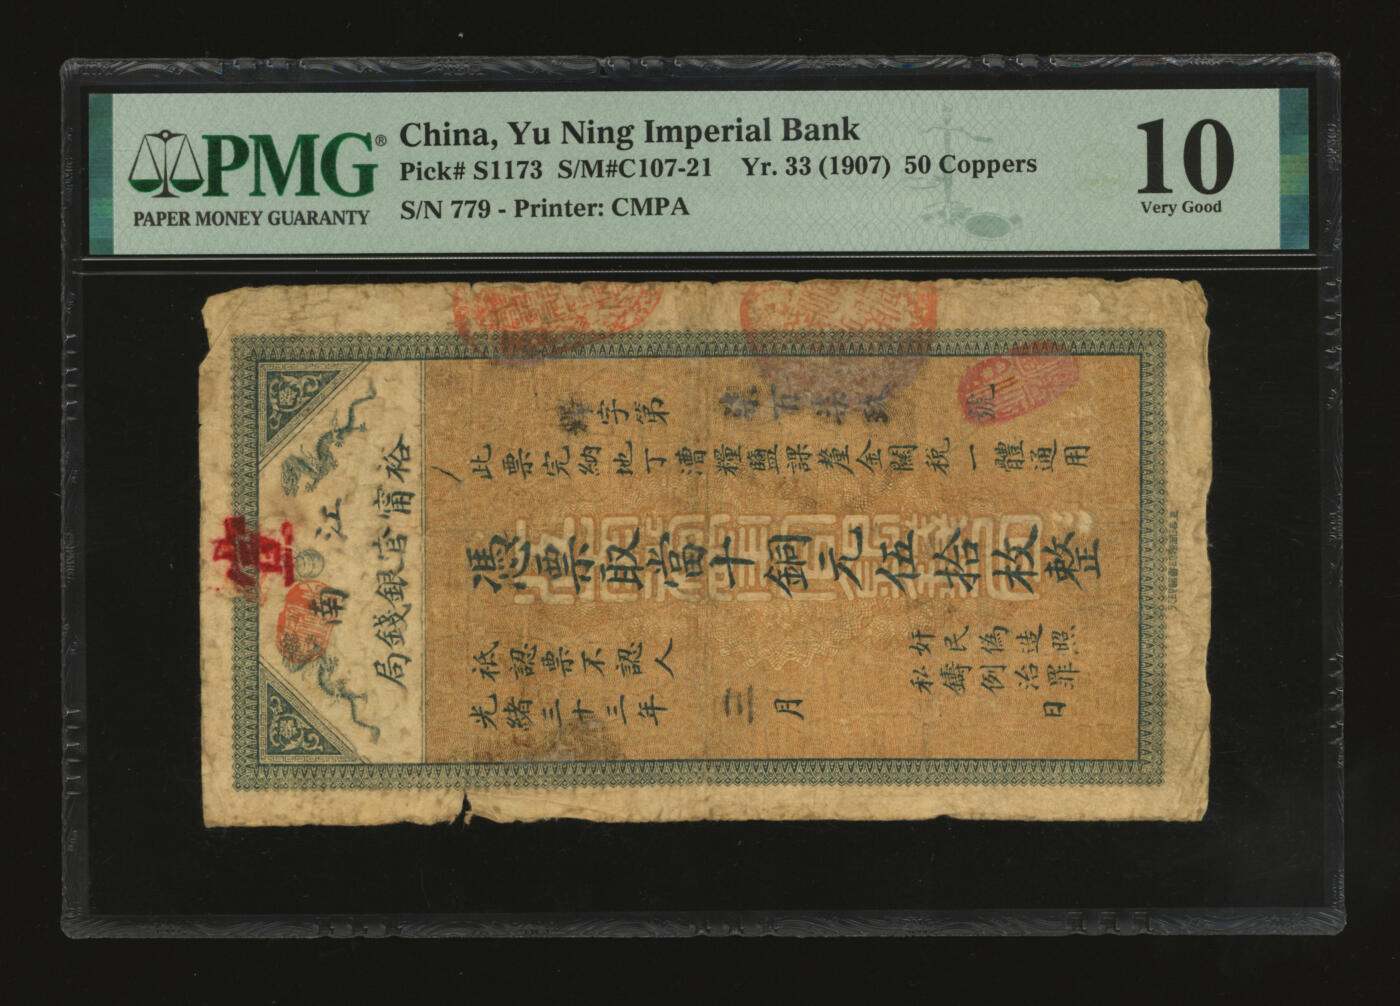 PMG®
PAPER MONEY GUARANTY
China, Yu Ning Imperial Bank
Pick# S1173 S/M#C107-21 Yr. 33 (1907) 50 Coppers
S/N 779 - Printer: CMPA
10
Very Good
江南
裕甯官銀錢局
字第
百
號
此票完納地丁漕糧鹽課釐金關稅一體通用
憑票取當十銅元伍拾枚整
祇認票不認人
奸民偽造
私鑄例治罪照
光緒三十三年三月日